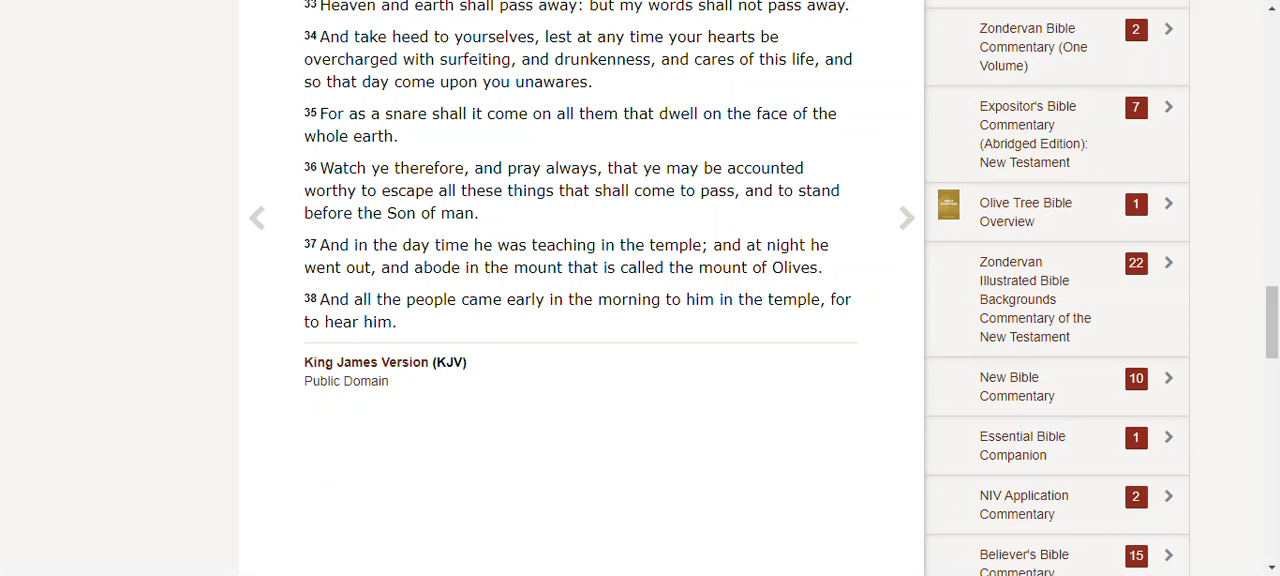 33 Heaven and earth shall pass away: but my words shall not pass away.
34 And take heed to yourselves, lest at any time your hearts be
overcharged with surfeiting, and drunkenness, and cares of this life, and
so that day come upon you unawares.
35 For as a snare shall it come on all them that dwell on the face of the
whole earth.
36 Watch ye therefore, and pray always, that ye may be accounted
worthy to escape all these things that shall come to pass, and to stand
before the Son of man.
37 And in the day time he was teaching in the temple; and at night he
went out, and abode in the mount that is called the mount of Olives.
38 And all the people came early in the morning to him in the temple, for
to hear him.
King James Version (KJV)
Public Domain
Zondervan Bible
Commentary (One
Volume)
2
Expositor's Bible
Commentary
(Abridged Edition):
New Testament
7
Olive Tree Bible
Overview
1
Zondervan
Illustrated Bible
Backgrounds
Commentary of the
New Testament
22
New Bible
Commentary
10
Essential Bible
Companion
1
NIV Application
Commentary
2
Believer's Bible
Commentary
15